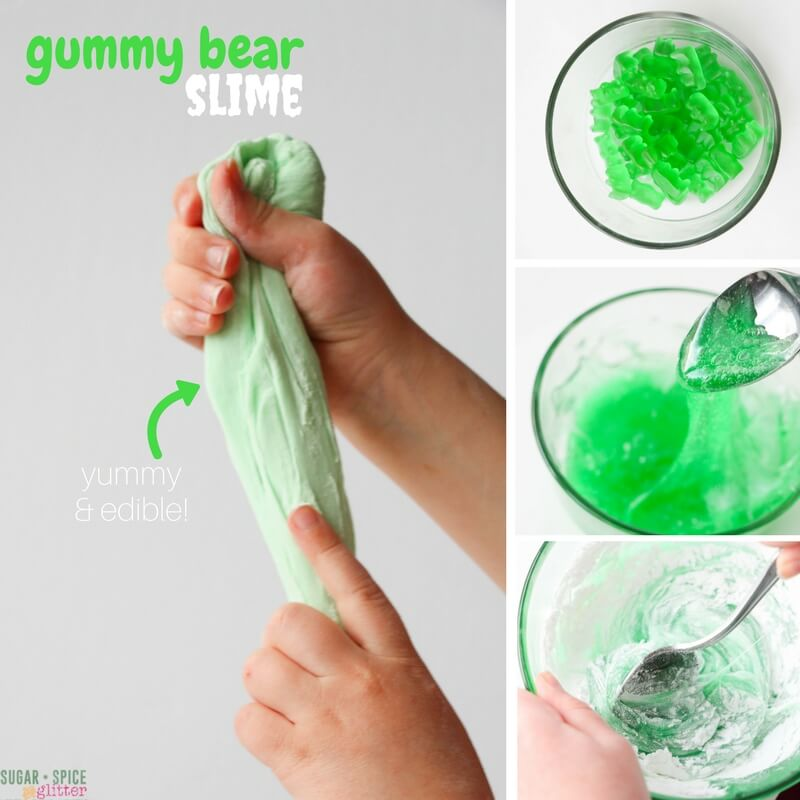 gummy bear
SLIME
yummy
& edible!
SUGAR • SPICE
& glitter